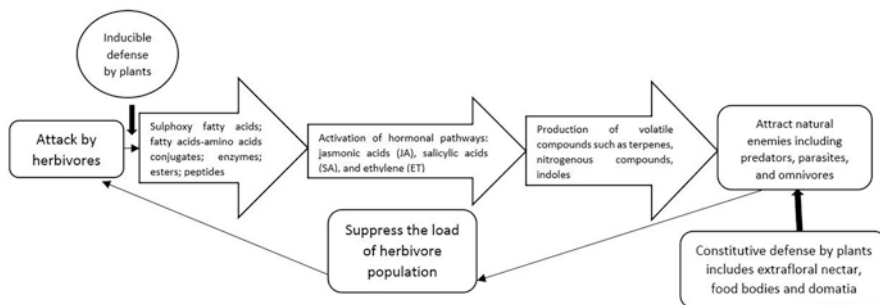 Inducible
defense
by plants
Attack by
herbivores
Sulphoxy fatty acids;
fatty acids-amino acids
conjugates; enzymes;
esters; peptides
Activation of hormonal pathways:
jasmonic acids (JA), salicylic acids
(SA), and ethylene (ET)
Production of volatile
compounds such as terpenes,
nitrogenous compounds,
indoles
Attract natural
enemies including
predators, parasites,
and omnivores
Suppress the load
of herbivore
population
Constitutive defense by plants
includes extrafloral nectar,
food bodies and domatia